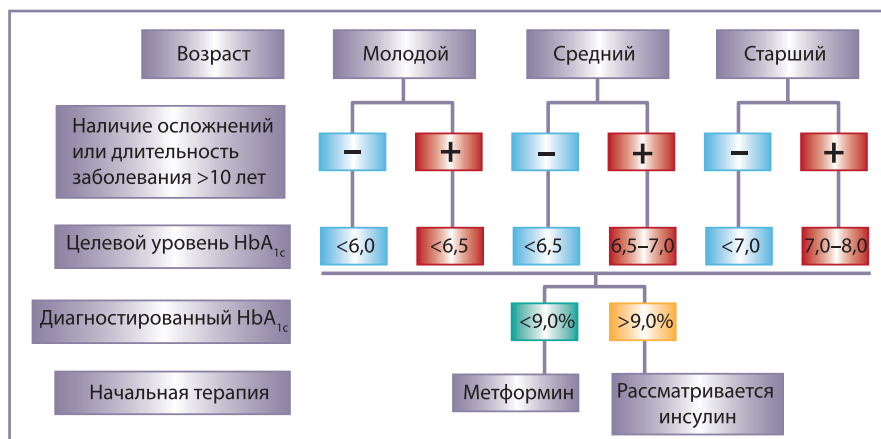 Возраст
Молодой
Средний
Старший
Наличие осложнений
или длительность
заболевания >10 лет
−
+
−
+
−
+
Целевой уровень HbA1c
<6,0
<6,5
<6,5
6,5–7,0
<7,0
7,0–8,0
Диагностированный HbA1c
<9,0%
>9,0%
Начальная терапия
Метформин
Рассматривается
инсулин